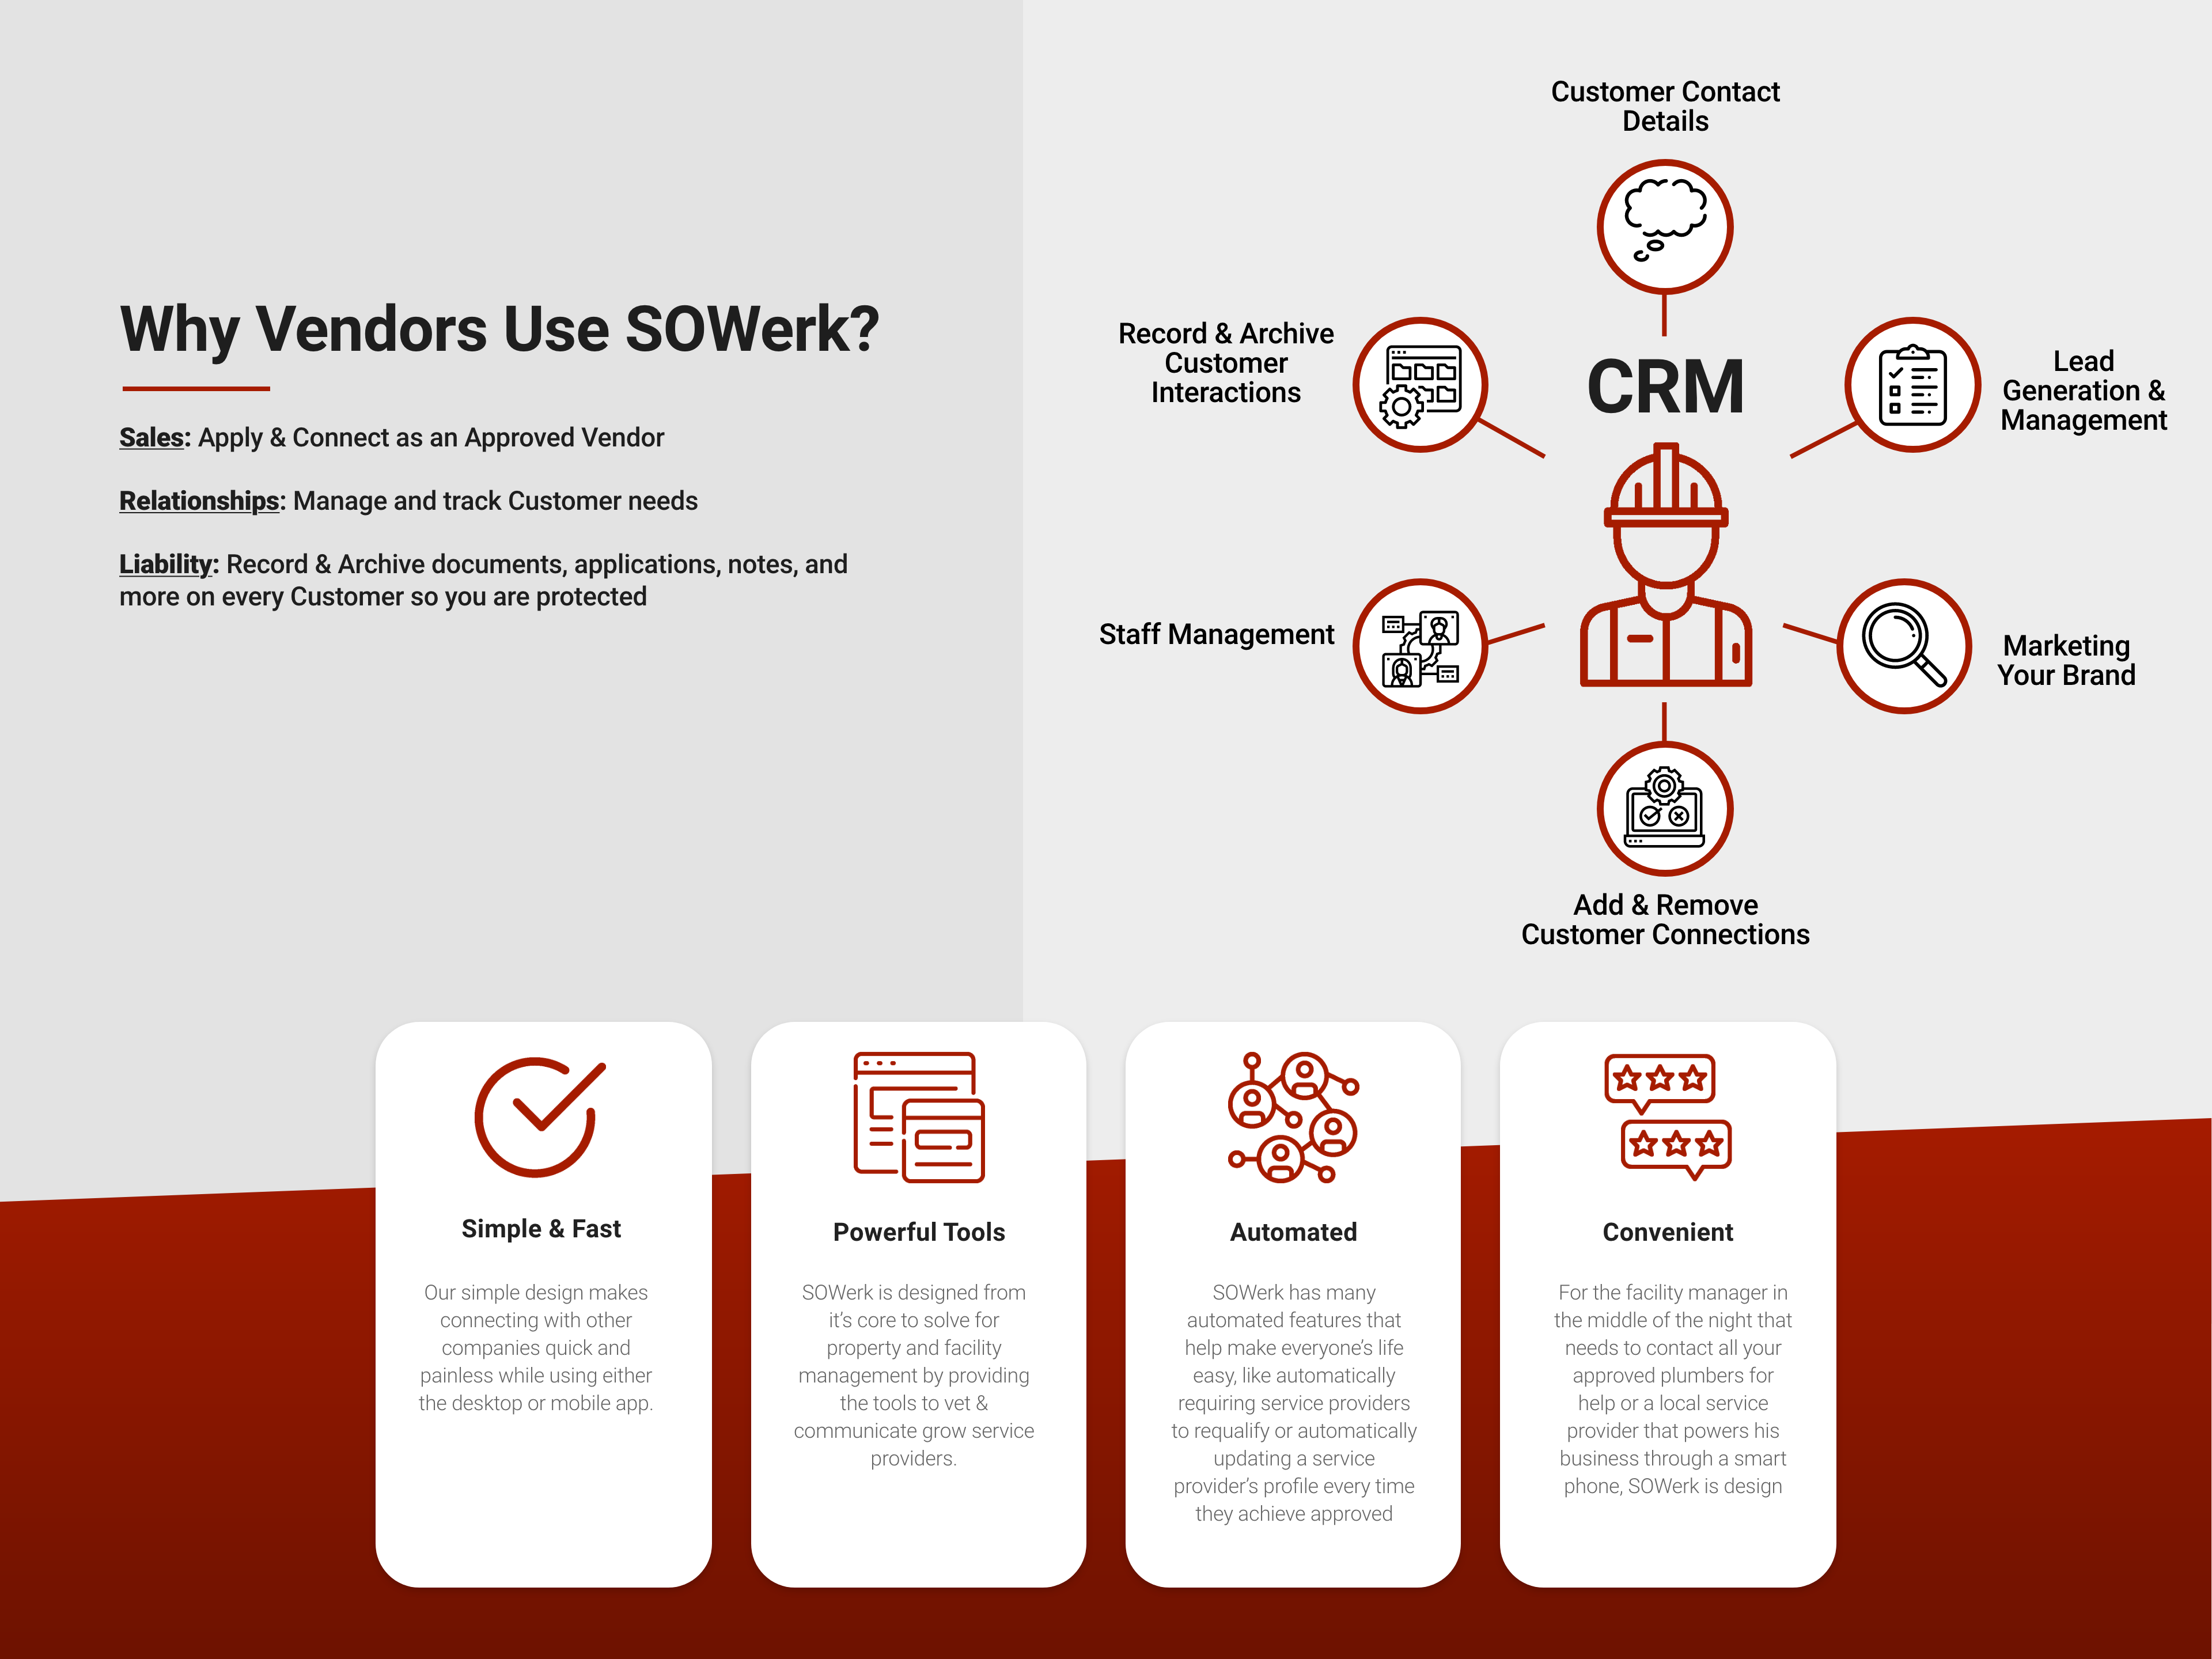 Why Vendors Use SOWerk?
Sales: Apply & Connect as an Approved Vendor
Relationships: Manage and track Customer needs
Liability: Record & Archive documents, applications, notes, and
more on every Customer so you are protected
Customer Contact
Details
Record & Archive
Customer
Interactions
CRM
Lead
Generation &
Management
Staff Management
Marketing
Your Brand
Add & Remove
Customer Connections
Simple & Fast
Our simple design makes
connecting with other
companies quick and
painless while using either
the desktop or mobile app.
Powerful Tools
SOWerk is designed from
it’s core to solve for
property and facility
management by providing
the tools to vet &
communicate grow service
providers.
Automated
SOWerk has many
automated features that
help make everyone’s life
easy, like automatically
requiring service providers
to requalify or automatically
updating a service
provider’s profile every time
they achieve approved
Convenient
For the facility manager in
the middle of the night that
needs to contact all your
approved plumbers for
help or a local service
provider that powers his
business through a smart
phone, SOWerk is design